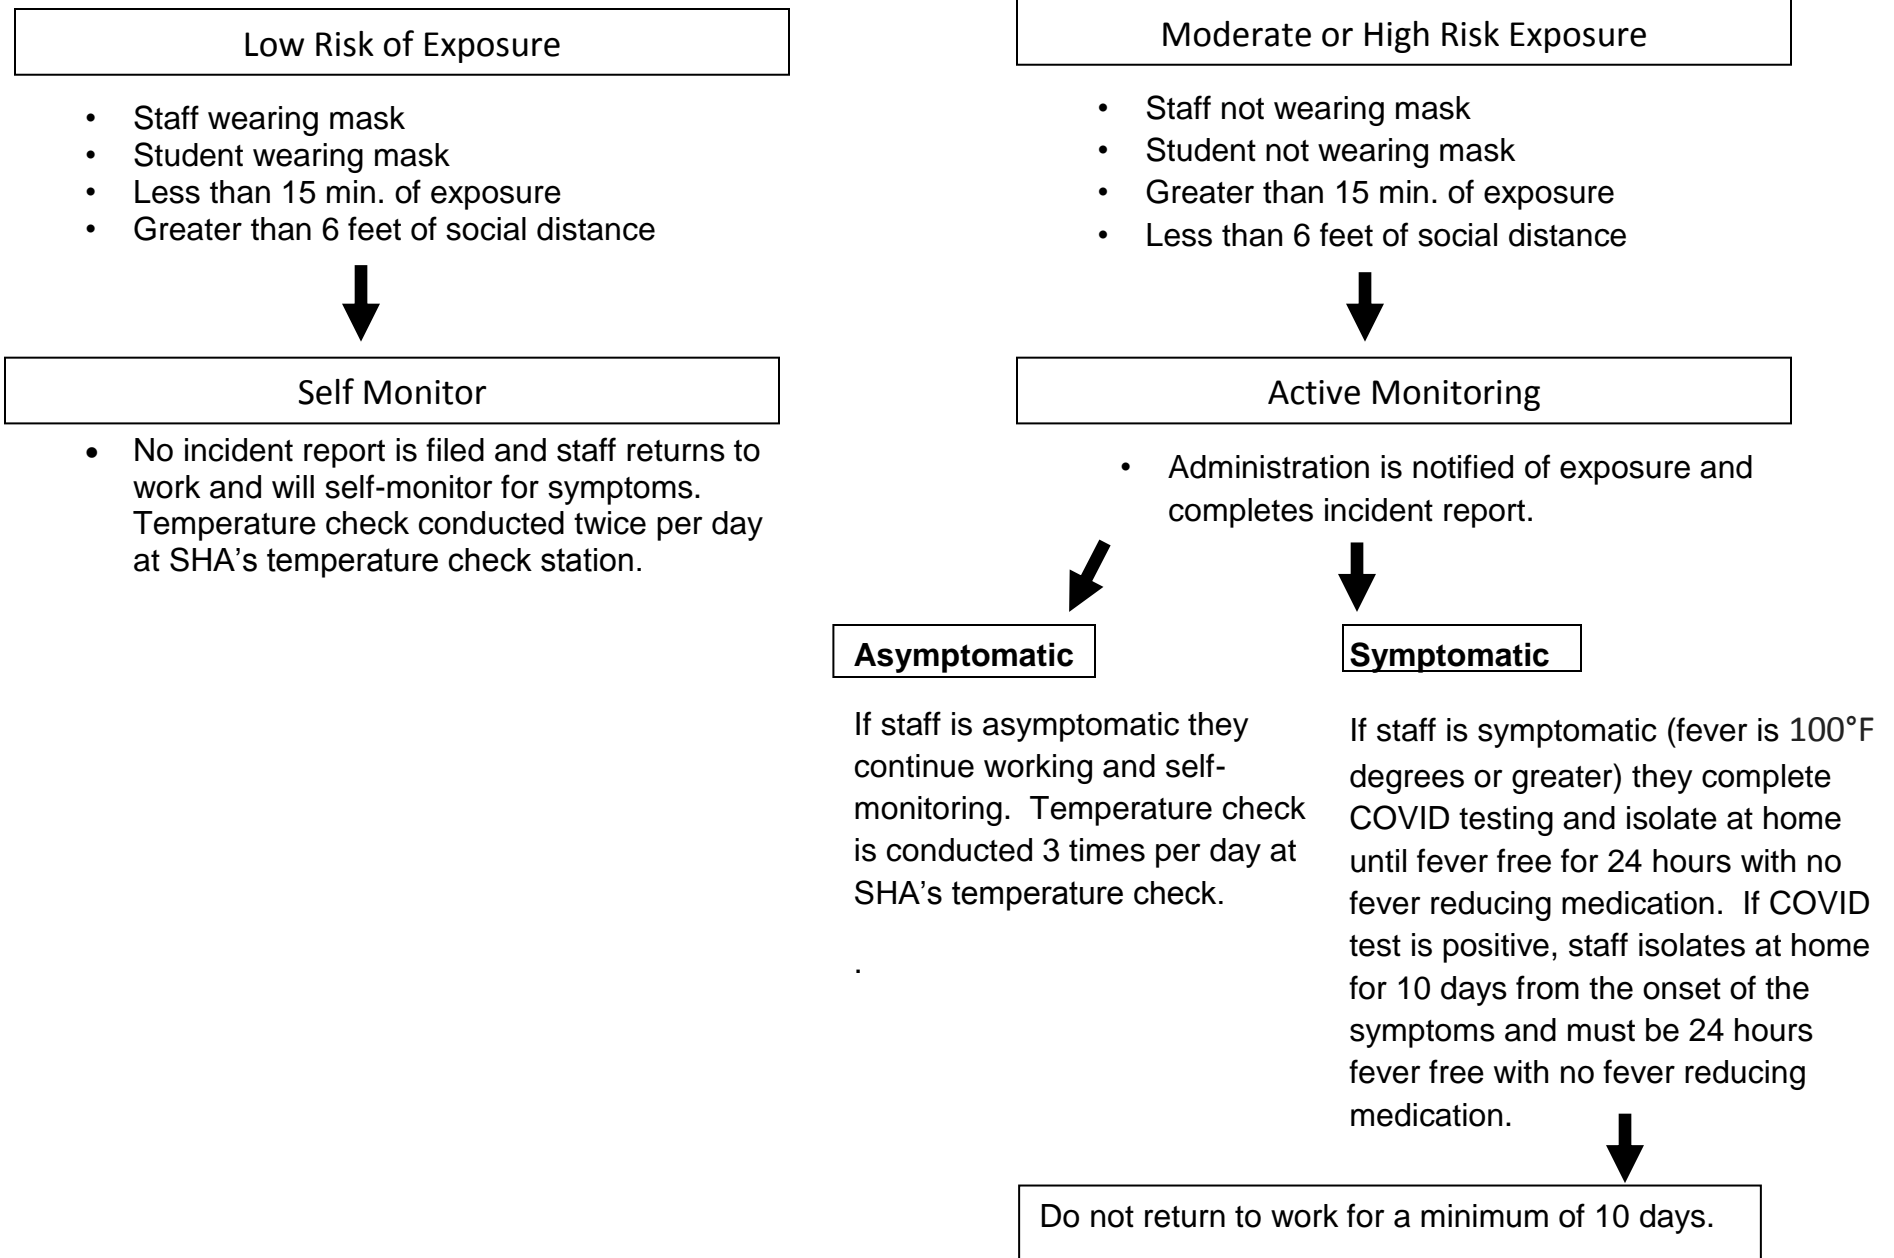 Low Risk of Exposure
• Staff wearing mask
• Student wearing mask
• Less than 15 min. of exposure
• Greater than 6 feet of social distance
Self Monitor
• No incident report is filed and staff returns to
work and will self-monitor for symptoms.
Temperature check conducted twice per day
at SHA’s temperature check station.
Moderate or High Risk Exposure
• Staff not wearing mask
• Student not wearing mask
• Greater than 15 min. of exposure
• Less than 6 feet of social distance
Active Monitoring
• Administration is notified of exposure and
completes incident report.
Asymptomatic
If staff is asymptomatic they
continue working and self-
monitoring.  Temperature check
is conducted 3 times per day at
SHA’s temperature check.
.
Symptomatic
If staff is symptomatic (fever is 100°F
degrees or greater) they complete
COVID testing and isolate at home
until fever free for 24 hours with no
fever reducing medication.  If COVID
test is positive, staff isolates at home
for 10 days from the onset of the
symptoms and must be 24 hours
fever free with no fever reducing
medication.
Do not return to work for a minimum of 10 days.